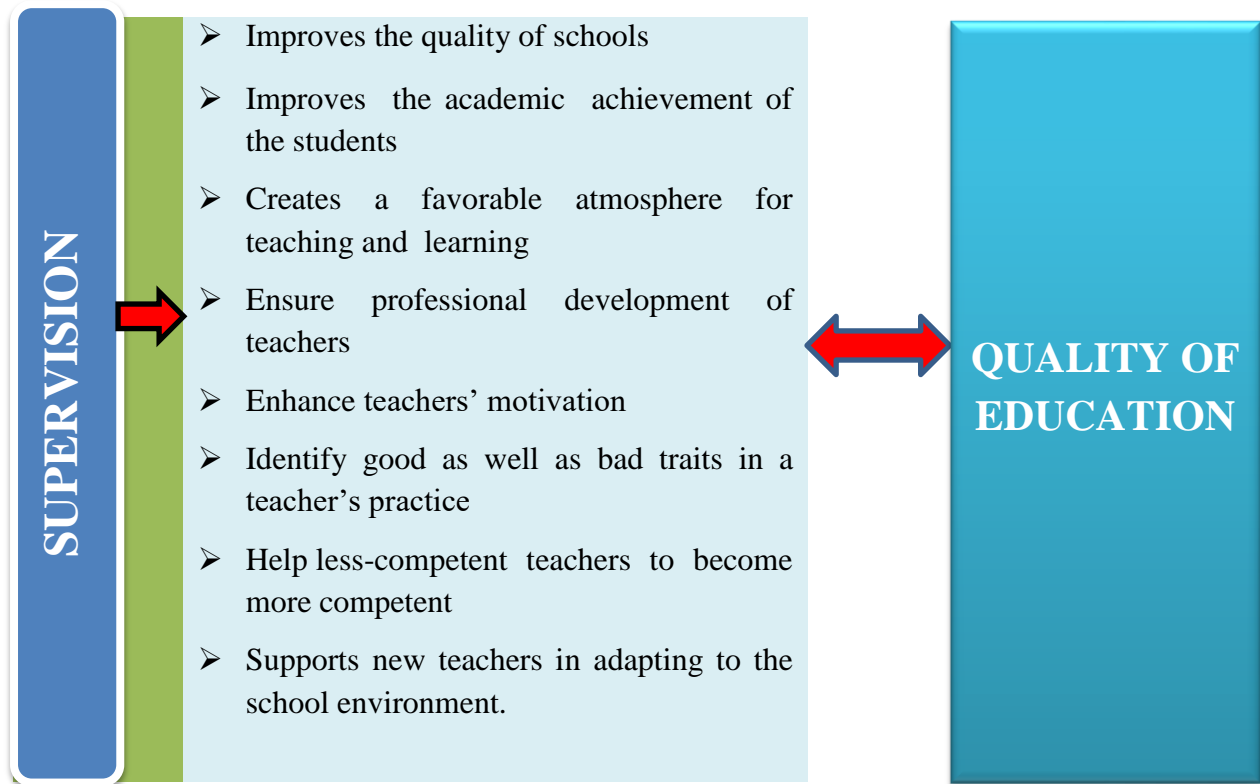 SUPERVISION
➢ Improves the quality of schools
➢ Improves the academic achievement of
the students
➢ Creates a favorable atmosphere for
teaching and learning
➢ Ensure professional development of
teachers
➢ Enhance teachers’ motivation
➢ Identify good as well as bad traits in a
teacher’s practice
➢ Help less-competent teachers to become
more competent
➢ Supports new teachers in adapting to the
school environment.
QUALITY OF
EDUCATION